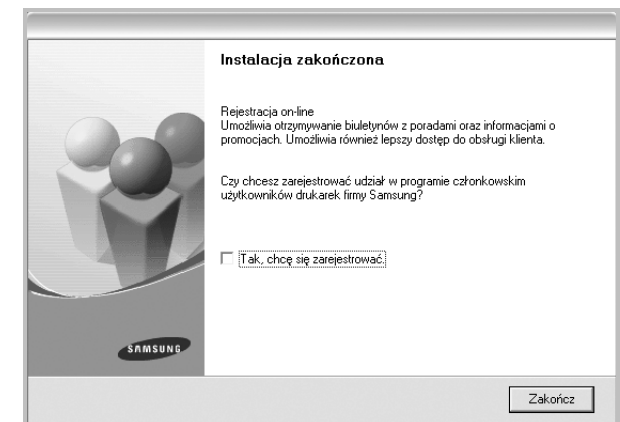 Instalacja zakończona
Rejestracja on-line
Umożliwia otrzymywanie biuletynów z poradami oraz informacjami o
promocjach. Umożliwia również lepszy dostęp do obsługi klienta.
Czy chcesz zarejestrować udział w programie członkowskim
użytkowników drukarek firmy Samsung?
Tak, chcę się zarejestrować.
SAMSUNG
Zakończ